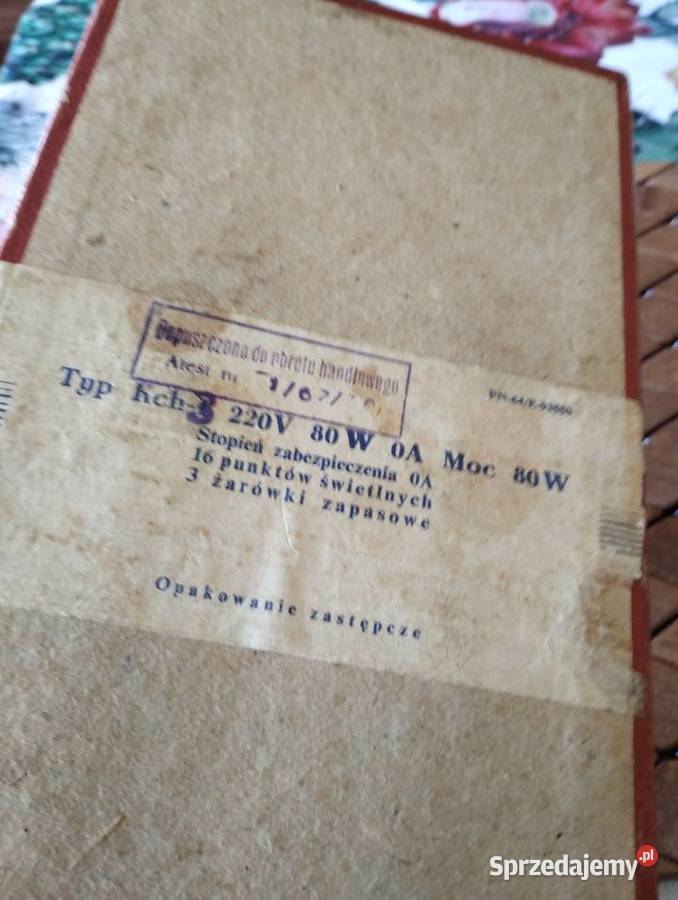 Dopuszczona do obrotu handlowego
Atest nr
Typ Kch-3 220V 80W 0A Moc 80W
Stopień zabezpieczenia 0A
16 punktów świetlnych
3 żarówki zapasowe
Opakowanie zastępcze
Sprzedajemy.pl